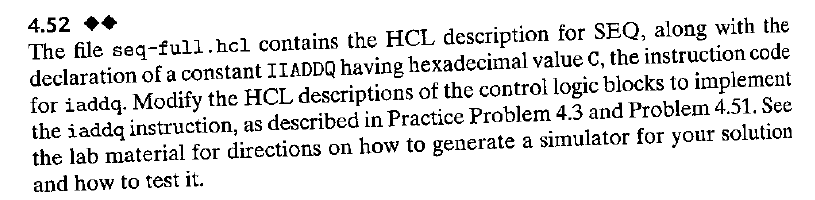 4.52 ◆◆
The file seq-full.hcl contains the HCL description for SEQ, along with the
declaration of a constant IIADDQ having hexadecimal value C, the instruction code
for iaddq. Modify the HCL descriptions of the control logic blocks to implement
the iaddq instruction, as described in Practice Problem 4.3 and Problem 4.51. See
the lab material for directions on how to generate a simulator for your solution
and how to test it.